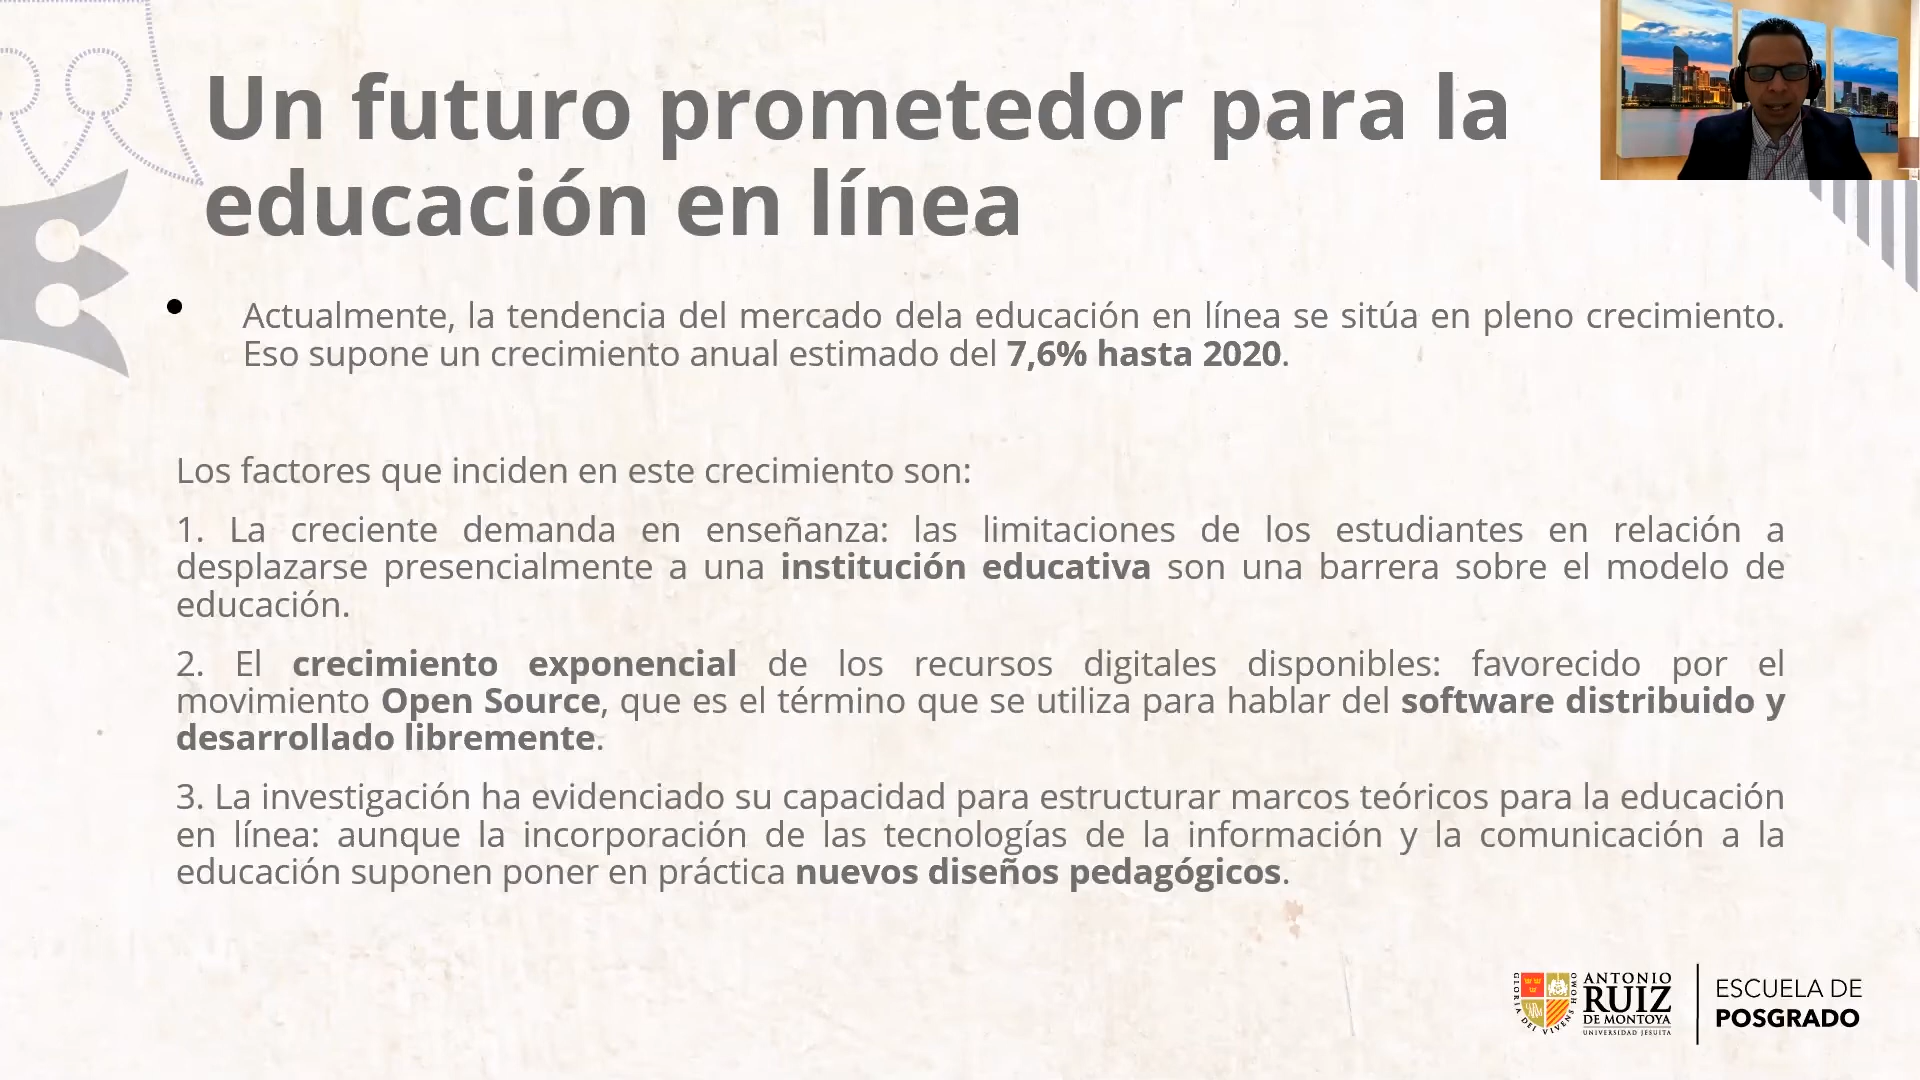 Un futuro prometedor para la
educación en línea
• Actualmente, la tendencia del mercado dela educación en línea se sitúa en pleno crecimiento.
Eso supone un crecimiento anual estimado del 7,6% hasta 2020.
Los factores que inciden en este crecimiento son:
1. La creciente demanda en enseñanza: las limitaciones de los estudiantes en relación a
desplazarse presencialmente a una institución educativa son una barrera sobre el modelo de
educación.
2. El crecimiento exponencial de los recursos digitales disponibles: favorecido por el
movimiento Open Source, que es el término que se utiliza para hablar del software distribuido y
desarrollado libremente.
3. La investigación ha evidenciado su capacidad para estructurar marcos teóricos para la educación
en línea: aunque la incorporación de las tecnologías de la información y la comunicación a la
educación suponen poner en práctica nuevos diseños pedagógicos.
GLORIA DEI VIVENS HOMO
ANTONIO
RUIZ
DE MONTOYA
UNIVERSIDAD JESUITA
ESCUELA DE
POSGRADO